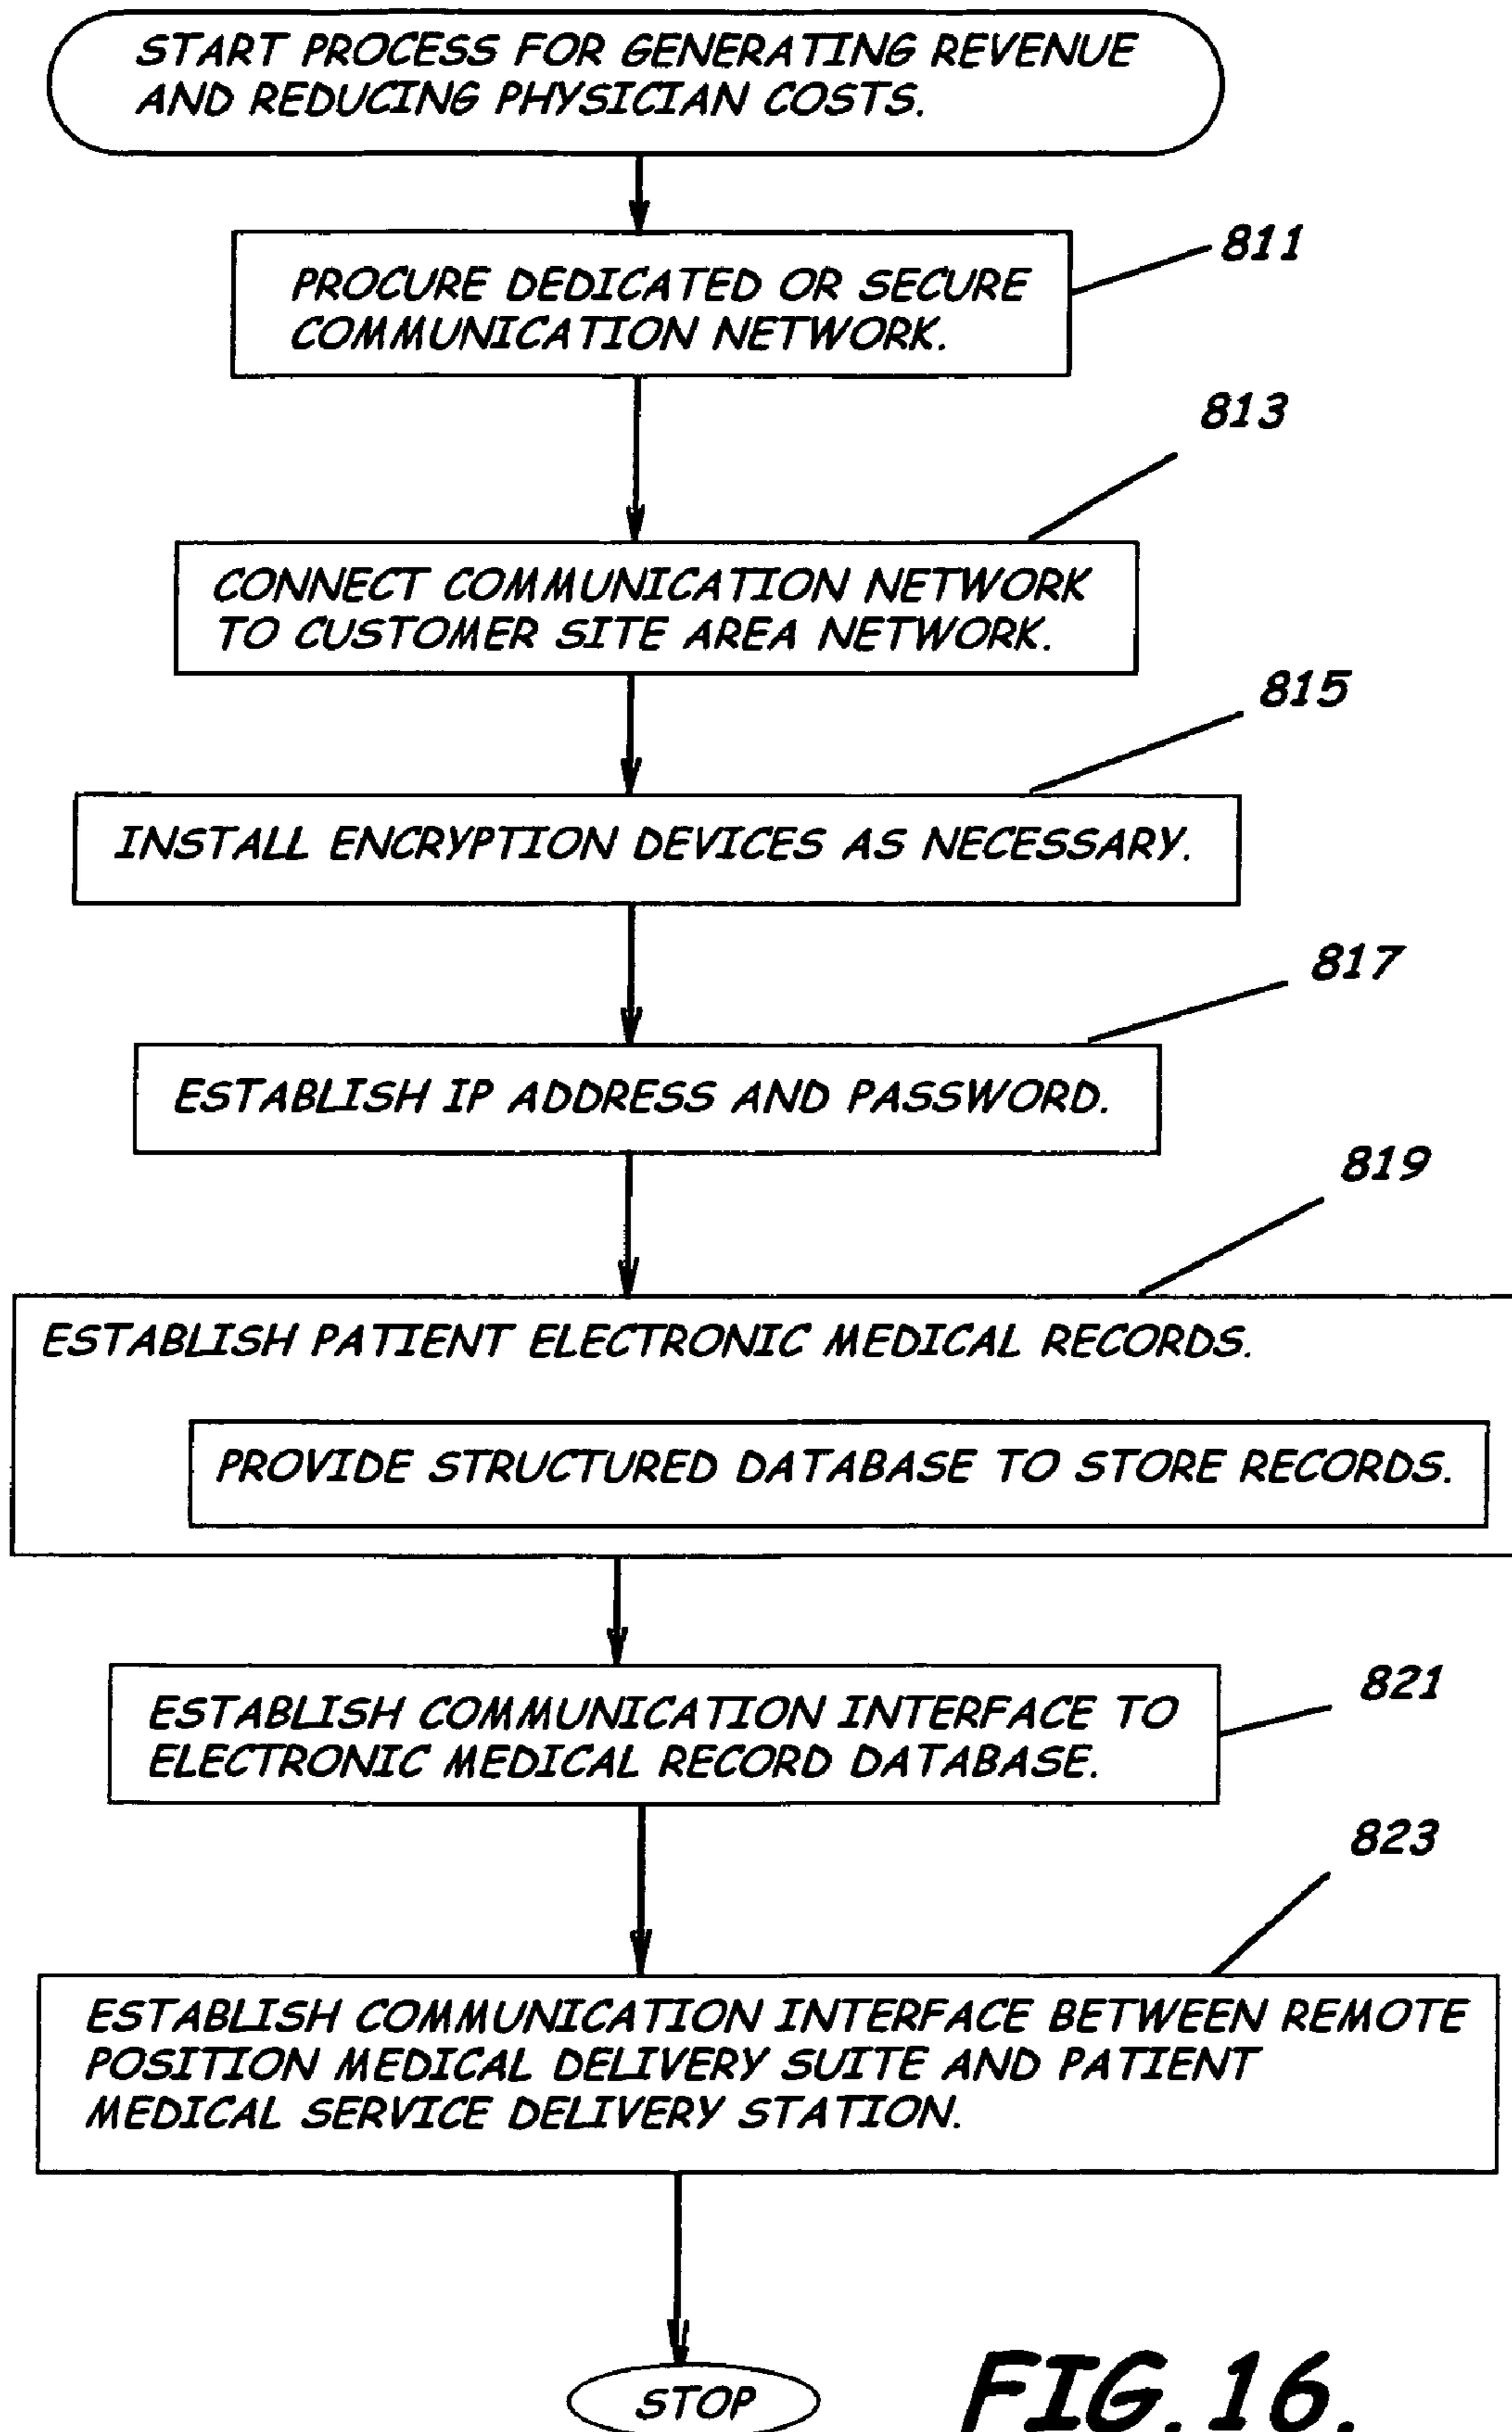 START PROCESS FOR GENERATING REVENUE
AND REDUCING PHYSICIAN COSTS.
811
PROCURE DEDICATED OR SECURE
COMMUNICATION NETWORK.
813
CONNECT COMMUNICATION NETWORK
TO CUSTOMER SITE AREA NETWORK.
815
INSTALL ENCRYPTION DEVICES AS NECESSARY.
817
ESTABLISH IP ADDRESS AND PASSWORD.
819
ESTABLISH PATIENT ELECTRONIC MEDICAL RECORDS.
PROVIDE STRUCTURED DATABASE TO STORE RECORDS.
821
ESTABLISH COMMUNICATION INTERFACE TO
ELECTRONIC MEDICAL RECORD DATABASE.
823
ESTABLISH COMMUNICATION INTERFACE BETWEEN REMOTE
POSITION MEDICAL DELIVERY SUITE AND PATIENT
MEDICAL SERVICE DELIVERY STATION.
STOP
FIG.16.